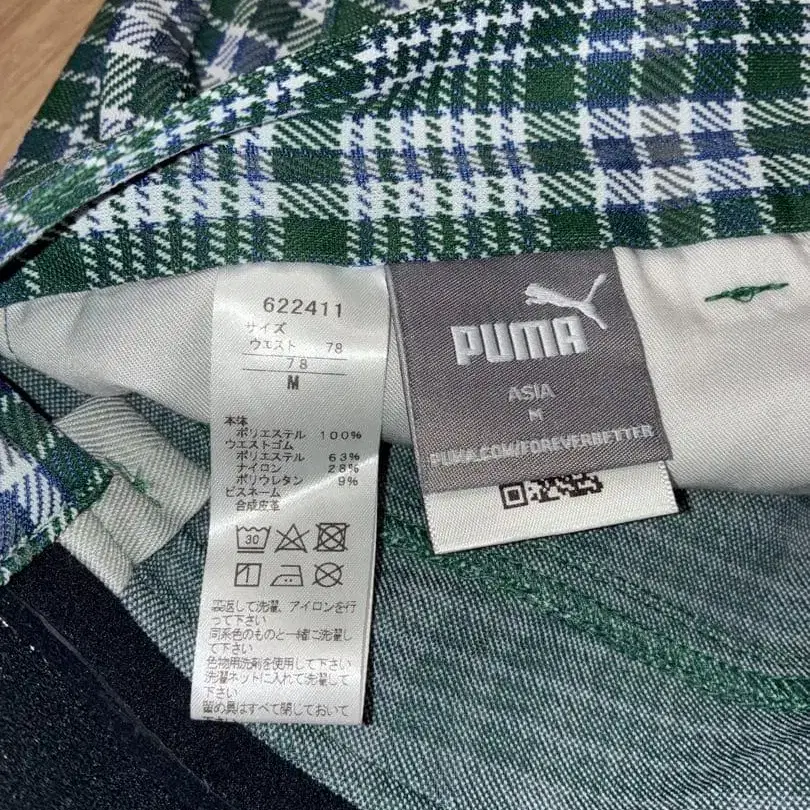 622411
サイズ
ウエスト 78
78
M
本体
ポリエステル 100%
ウエストゴム
ポリエステル 63%
ナイロン 28%
ポリウレタン 9%
ピスネーム
合成皮革
30
裏返して洗濯、アイロンを行
って下さい
同系色のものと一緒に洗濯し
て下さい
色物用洗剤を使用して下さい
洗濯ネットに入れて洗濯して
下さい
留め具はすべて閉じておいて
下さい
PUMA
ASIA
M
PUMA.COM/FOREVERBETTER